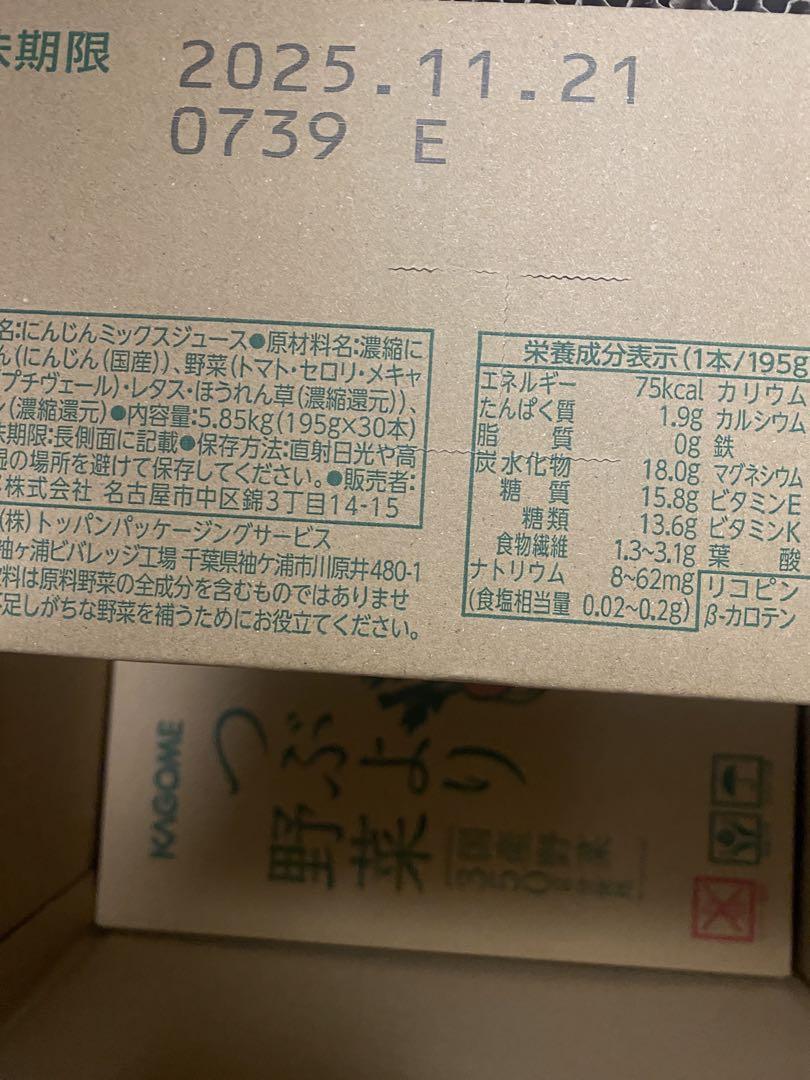 期限
2025.11.21
0739 E
名:にんじんミックスジュース●原材料名:濃縮に
ん(にんじん(国産))、野菜(トマト・セロリ・メキャ
プチヴェール)・レタス・ほうれん草(濃縮還元))、
(濃縮還元)●内容量:5.85kg(195g×30本)
期限:長側面に記載●保存方法:直射日光や高
の場所を避けて保存してください。●販売者:
株式会社 名古屋市中区錦3丁目14-15
(株)トッパンパッケージングサービス
袖ヶ浦ビバレッジ工場 千葉県袖ケ浦市川原井480-1
料は原料野菜の全成分を含むものではありませ
足しがちな野菜を補うためにお役立てください。
栄養成分表示(1本/195g
エネルギー 75kcal カリウム
たんぱく質 1.9g カルシウム
脂質 0g 鉄
炭水化物 18.0g マグネシウム
糖質 15.8g ビタミンE
糖類 13.6g ビタミンK
食物繊維 1.3~3.1g 葉酸
ナトリウム 8~62mg リコピン
(食塩相当量 0.02~0.2g) β-カロテン
KAGOME
つぶより
野菜
国産野菜
350g